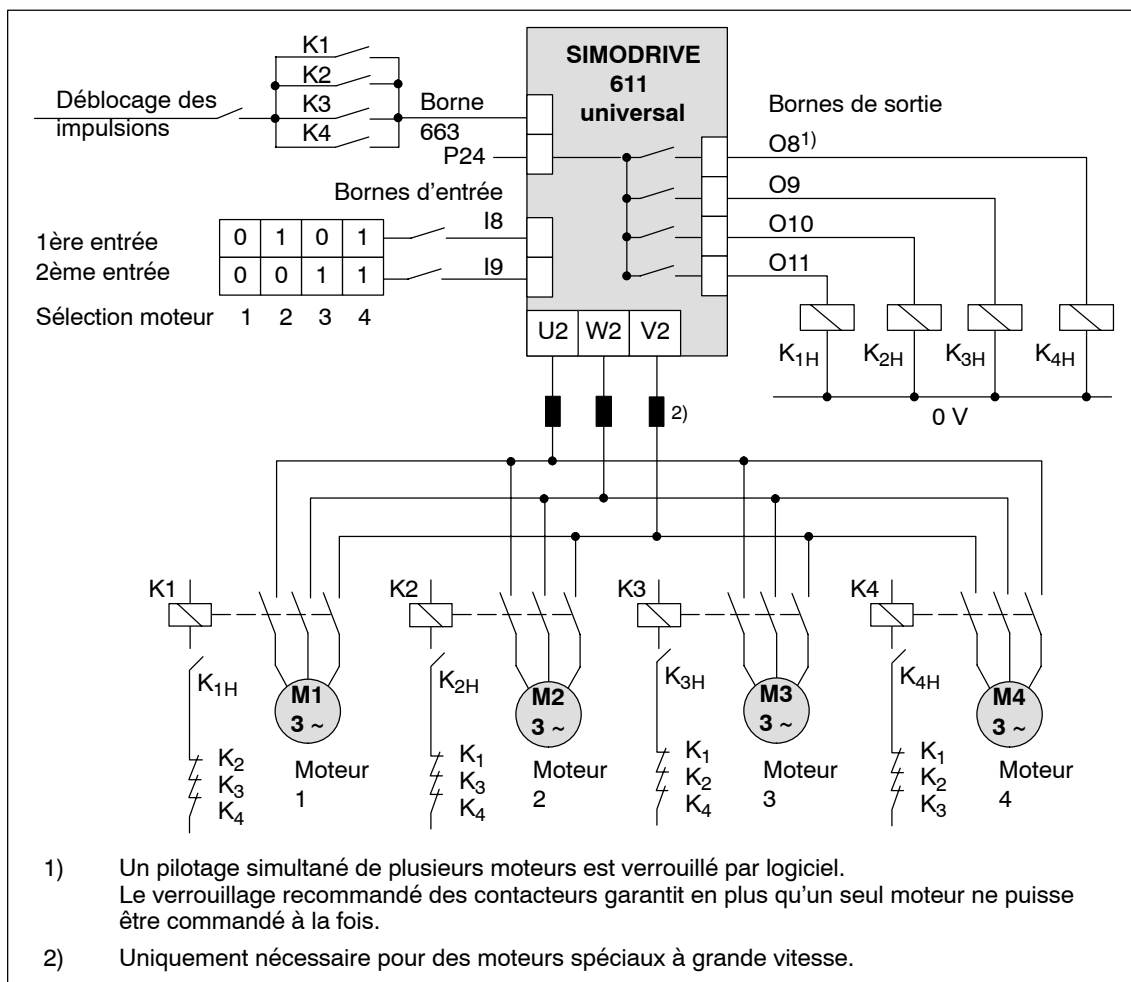 K1
K2
K3
K4
Déblocage des
impulsions
Borne
663
P24
SIMODRIVE
611
universal
Bornes de sortie
O8 1)
O9
O10
O11
Bornes d'entrée
I8
I9
1ère entrée 0 1 0 1
2ème entrée 0 0 1 1
Sélection moteur 1 2 3 4
U2 W2 V2
K1H K2H K3H K4H
0 V
2)
K1 K2 K3 K4
K1H K2H K3H K4H
M1
3 ~
M2
3 ~
M3
3 ~
M4
3 ~
K2
K3
K4
Moteur
1
K1
K3
K4
Moteur
2
K1
K2
K4
Moteur
3
K1
K2
K3
Moteur
4
1) Un pilotage simultané de plusieurs moteurs est verrouillé par logiciel.
Le verrouillage recommandé des contacteurs garantit en plus qu'un seul moteur ne puisse
être commandé à la fois.
2) Uniquement nécessaire pour des moteurs spéciaux à grande vitesse.